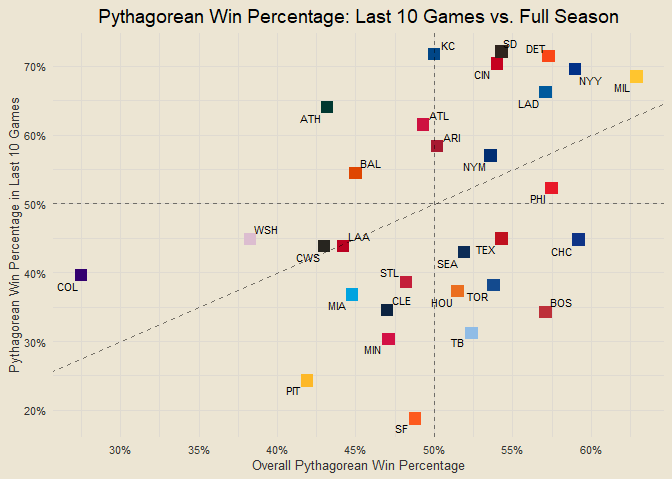 Pythagorean Win Percentage: Last 10 Games vs. Full Season
Pythagorean Win Percentage in Last 10 Games
70%
60%
50%
40%
30%
20%
KC
SD
DET
CIN
NYY
MIL
LAD
ATH
ATL
ARI
NYM
BAL
PHI
WSH
LAA
CWS
TEX
CHC
SEA
COL
STL
MIA
CLE
HOU
TOR
BOS
TB
MIN
PIT
SF
30%
35%
40%
45%
50%
55%
60%
Overall Pythagorean Win Percentage